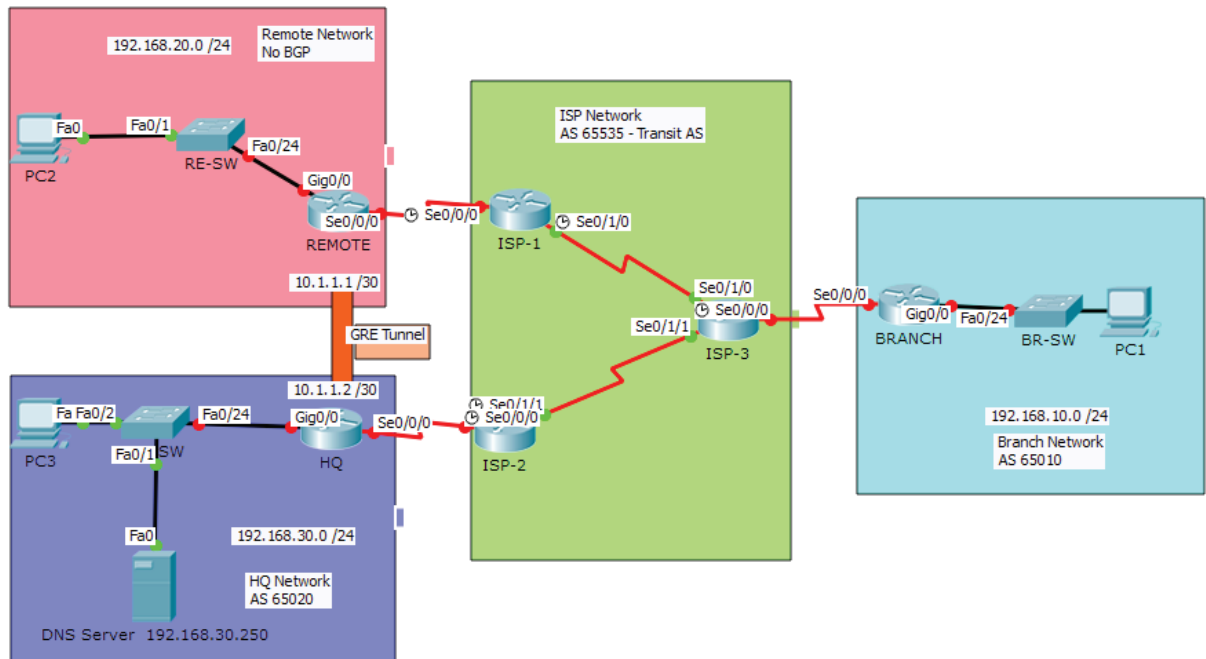 192.168.20.0 /24
Remote Network
No BGP
Fa0
Fa0/1
Fa0/24
PC2
RE-SW
Gig0/0
Se0/0/0
REMOTE
10.1.1.1 /30
GRE Tunnel
10.1.1.2 /30
ISP Network
AS 65535 - Transit AS
Se0/0/0
Se0/1/0
ISP-1
Se0/1/0
Se0/0/0
Se0/1/1
ISP-3
Se0/1/1
Se0/0/0
ISP-2
Se0/0/0
Gig0/0
Fa0/24
BRANCH
BR-SW
PC1
192.168.10.0 /24
Branch Network
AS 65010
Fa
Fa0/2
Fa0/24
Gig0/0
Se0/0/0
PC3
SW
HQ
Fa0/1
Fa0
192.168.30.0 /24
HQ Network
AS 65020
DNS Server 192.168.30.250